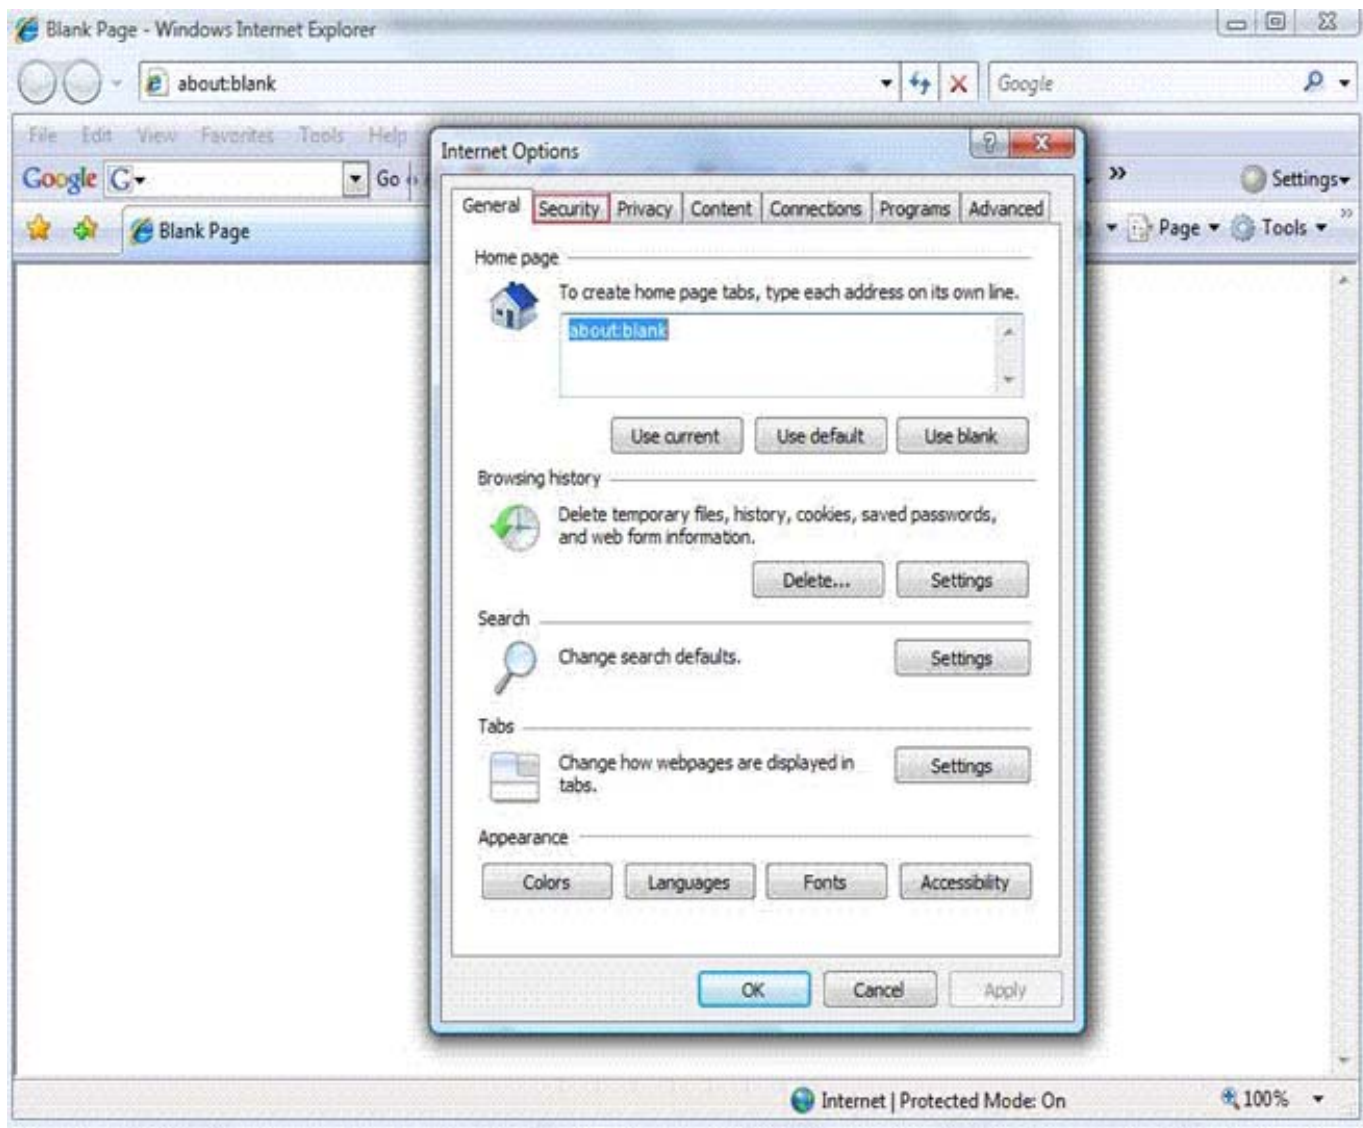 Blank Page - Windows Internet Explorer
about:blank
Google
File Edit View Favorites Tools Help
Google G Go
» Settings
Blank Page
Page Tools »
Internet Options
General Security Privacy Content Connections Programs Advanced
Home page
To create home page tabs, type each address on its own line.
about:blank
Use current Use default Use blank
Browsing history
Delete temporary files, history, cookies, saved passwords,
and web form information.
Delete... Settings
Search
Change search defaults.
Settings
Tabs
Change how webpages are displayed in
tabs.
Settings
Appearance
Colors Languages Fonts Accessibility
OK Cancel Apply
Internet | Protected Mode: On
100%